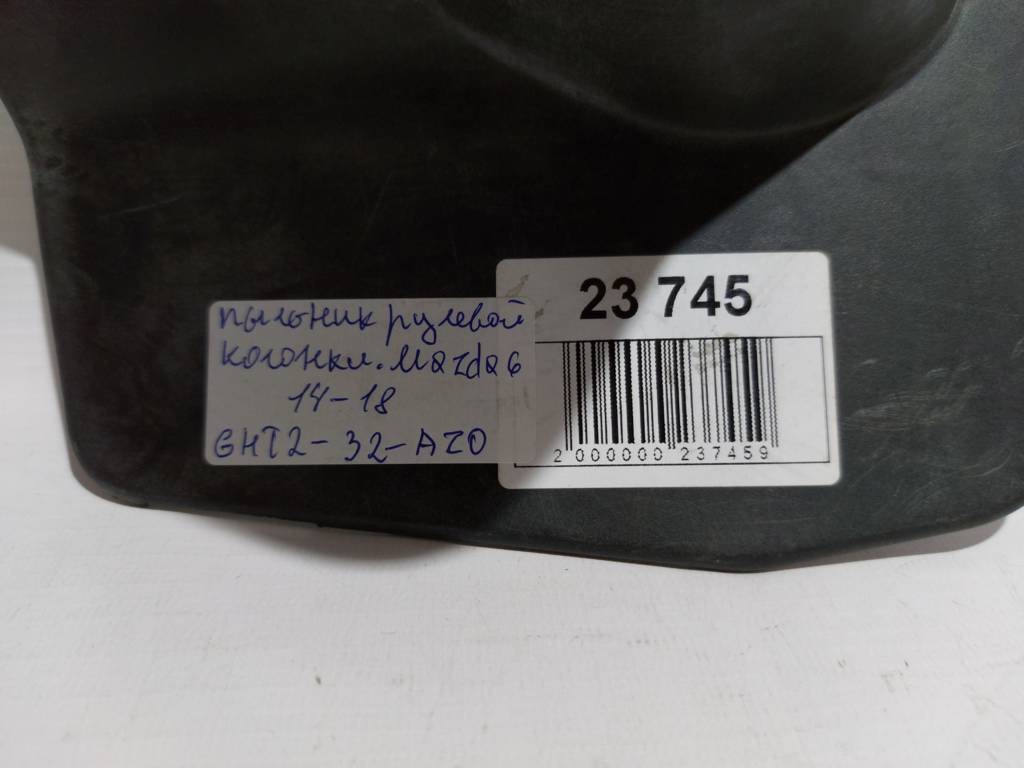 пыльник рулевой
колонки. Mazda 6
14-18
GHT2-32-AZ0
23 745
2 000000 237459